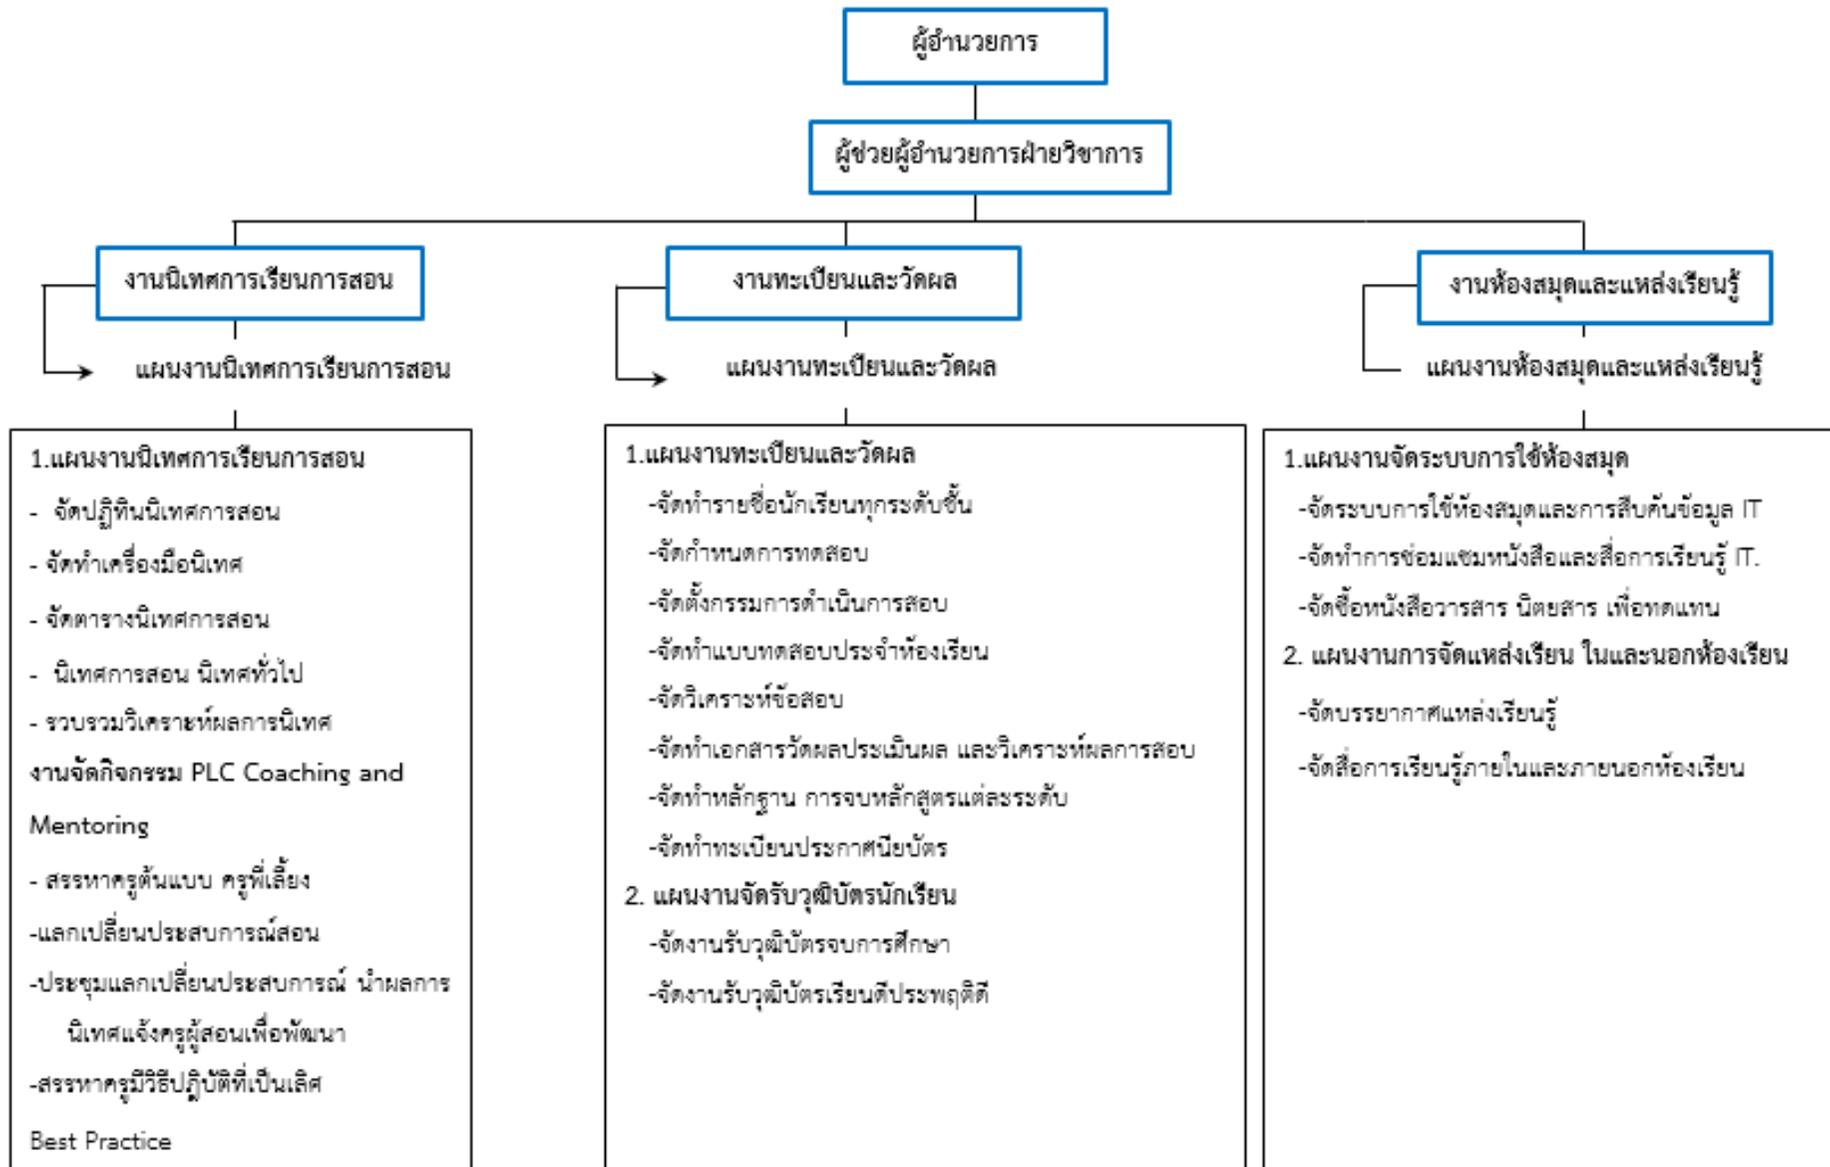 ผู้อำนวยการ
ผู้ช่วยผู้อำนวยการฝ่ายวิชาการ
งานนิเทศการเรียนการสอน
แผนงานนิเทศการเรียนการสอน
1.แผนงานนิเทศการเรียนการสอน
- จัดปฏิทินนิเทศการสอน
- จัดทำเครื่องมือนิเทศ
- จัดตารางนิเทศการสอน
- นิเทศการสอน นิเทศทั่วไป
- รวบรวมวิเคราะห์ผลการนิเทศ
งานจัดกิจกรรม PLC Coaching and
Mentoring
- สรรหาครูต้นแบบ ครูพี่เลี้ยง
-แลกเปลี่ยนประสบการณ์สอน
-ประชุมแลกเปลี่ยนประสบการณ์ นำผลการ
นิเทศแจ้งครูผู้สอนเพื่อพัฒนา
-สรรหาครูมีวิธีปฏิบัติที่เป็นเลิศ
Best Practice
งานทะเบียนและวัดผล
แผนงานทะเบียนและวัดผล
1.แผนงานทะเบียนและวัดผล
-จัดทำรายชื่อนักเรียนทุกระดับชั้น
-จัดกำหนดการทดสอบ
-จัดตั้งกรรมการดำเนินการสอบ
-จัดทำแบบทดสอบประจำห้องเรียน
-จัดวิเคราะห์ข้อสอบ
-จัดทำเอกสารวัดผลประเมินผล และวิเคราะห์ผลการสอบ
-จัดทำหลักฐาน การจบหลักสูตรแต่ละระดับ
-จัดทำทะเบียนประกาศนียบัตร
2. แผนงานจัดรับวุฒิบัตรนักเรียน
-จัดงานรับวุฒิบัตรจบการศึกษา
-จัดงานรับวุฒิบัตรเรียนดีประพฤติดี
งานห้องสมุดและแหล่งเรียนรู้
แผนงานห้องสมุดและแหล่งเรียนรู้
1.แผนงานจัดระบบการใช้ห้องสมุด
-จัดระบบการใช้ห้องสมุดและการสืบค้นข้อมูล IT
-จัดทำการซ่อมแซมหนังสือและสื่อการเรียนรู้ IT.
-จัดซื้อหนังสือวารสาร นิตยสาร เพื่อทดแทน
2. แผนงานการจัดแหล่งเรียน ในและนอกห้องเรียน
-จัดบรรยากาศแหล่งเรียนรู้
-จัดสื่อการเรียนรู้ภายในและภายนอกห้องเรียน